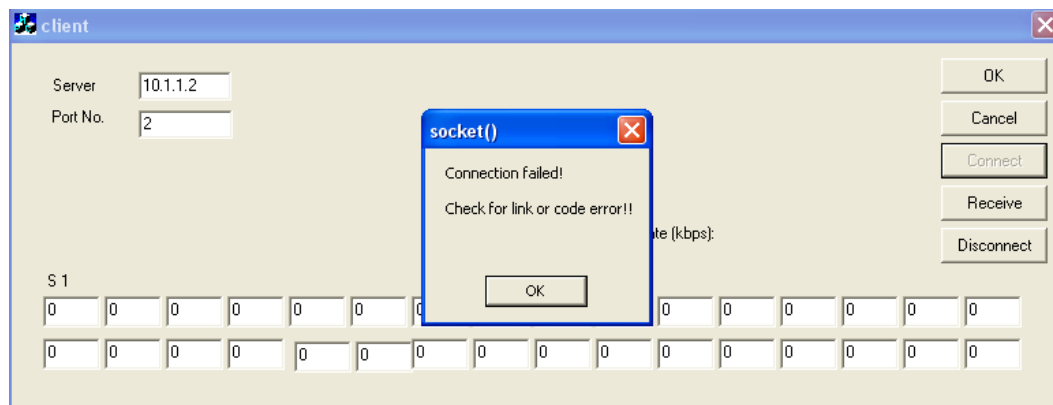 client
Server 10.1.1.2 OK
Port No. 2 Cancel
socket()
Connection failed!
Check for link or code error!!
OK
Connect
Receive
(kbps):
Disconnect
S 1
0 0 0 0 0 0 0 0 0 0 0 0 0
0 0 0 0 0 0 0 0 0 0 0 0 0 0 0 0